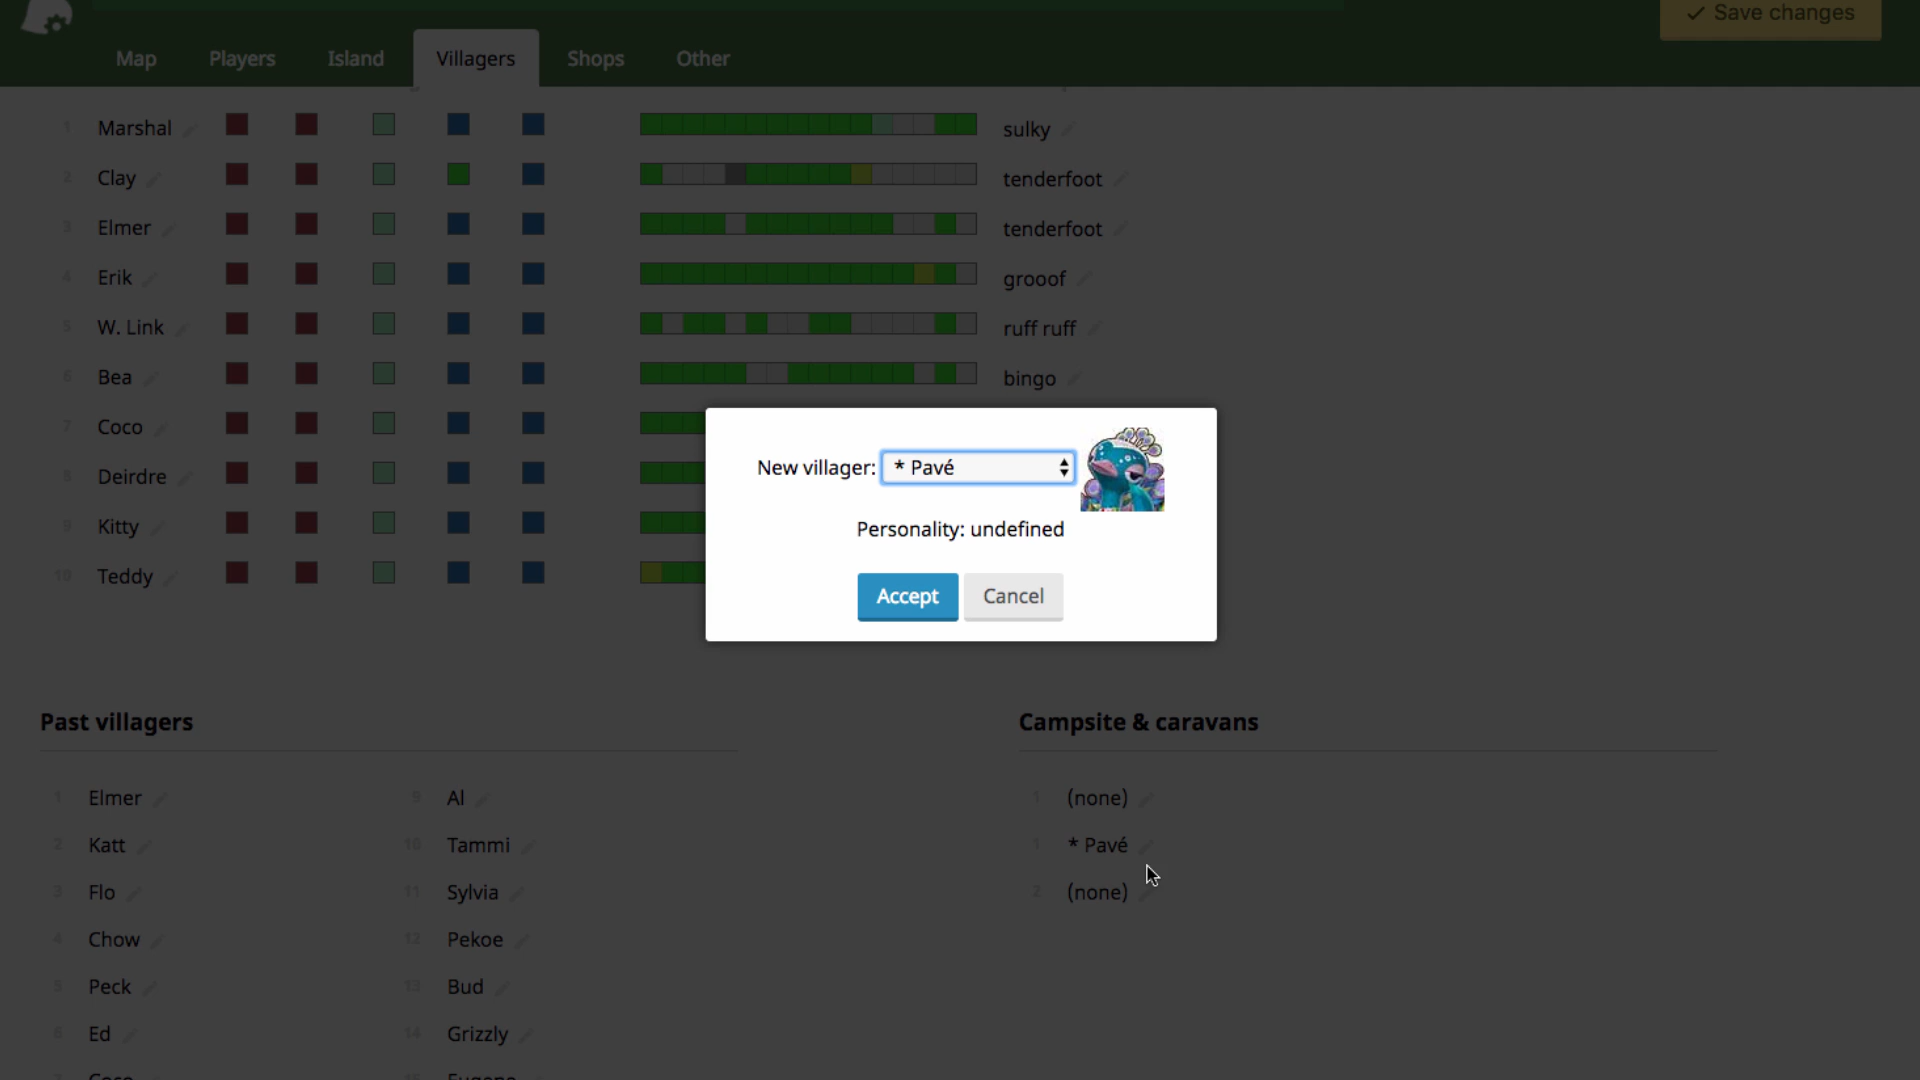 ✓ Save changes
Map Players Island Villagers Shops Other
1 Marshal sulky
2 Clay tenderfoot
3 Elmer tenderfoot
4 Erik grooof
5 W. Link ruff ruff
6 Bea bingo
7 Coco
8 Deirdre
9 Kitty
10 Teddy
New villager: * Pavé
Personality: undefined
Accept Cancel
Past villagers
1 Elmer 9 Al
2 Katt 10 Tammi
3 Flo 11 Sylvia
4 Chow 12 Pekoe
5 Peck 13 Bud
6 Ed 14 Grizzly
Campsite & caravans
1 (none)
1 * Pavé
2 (none)